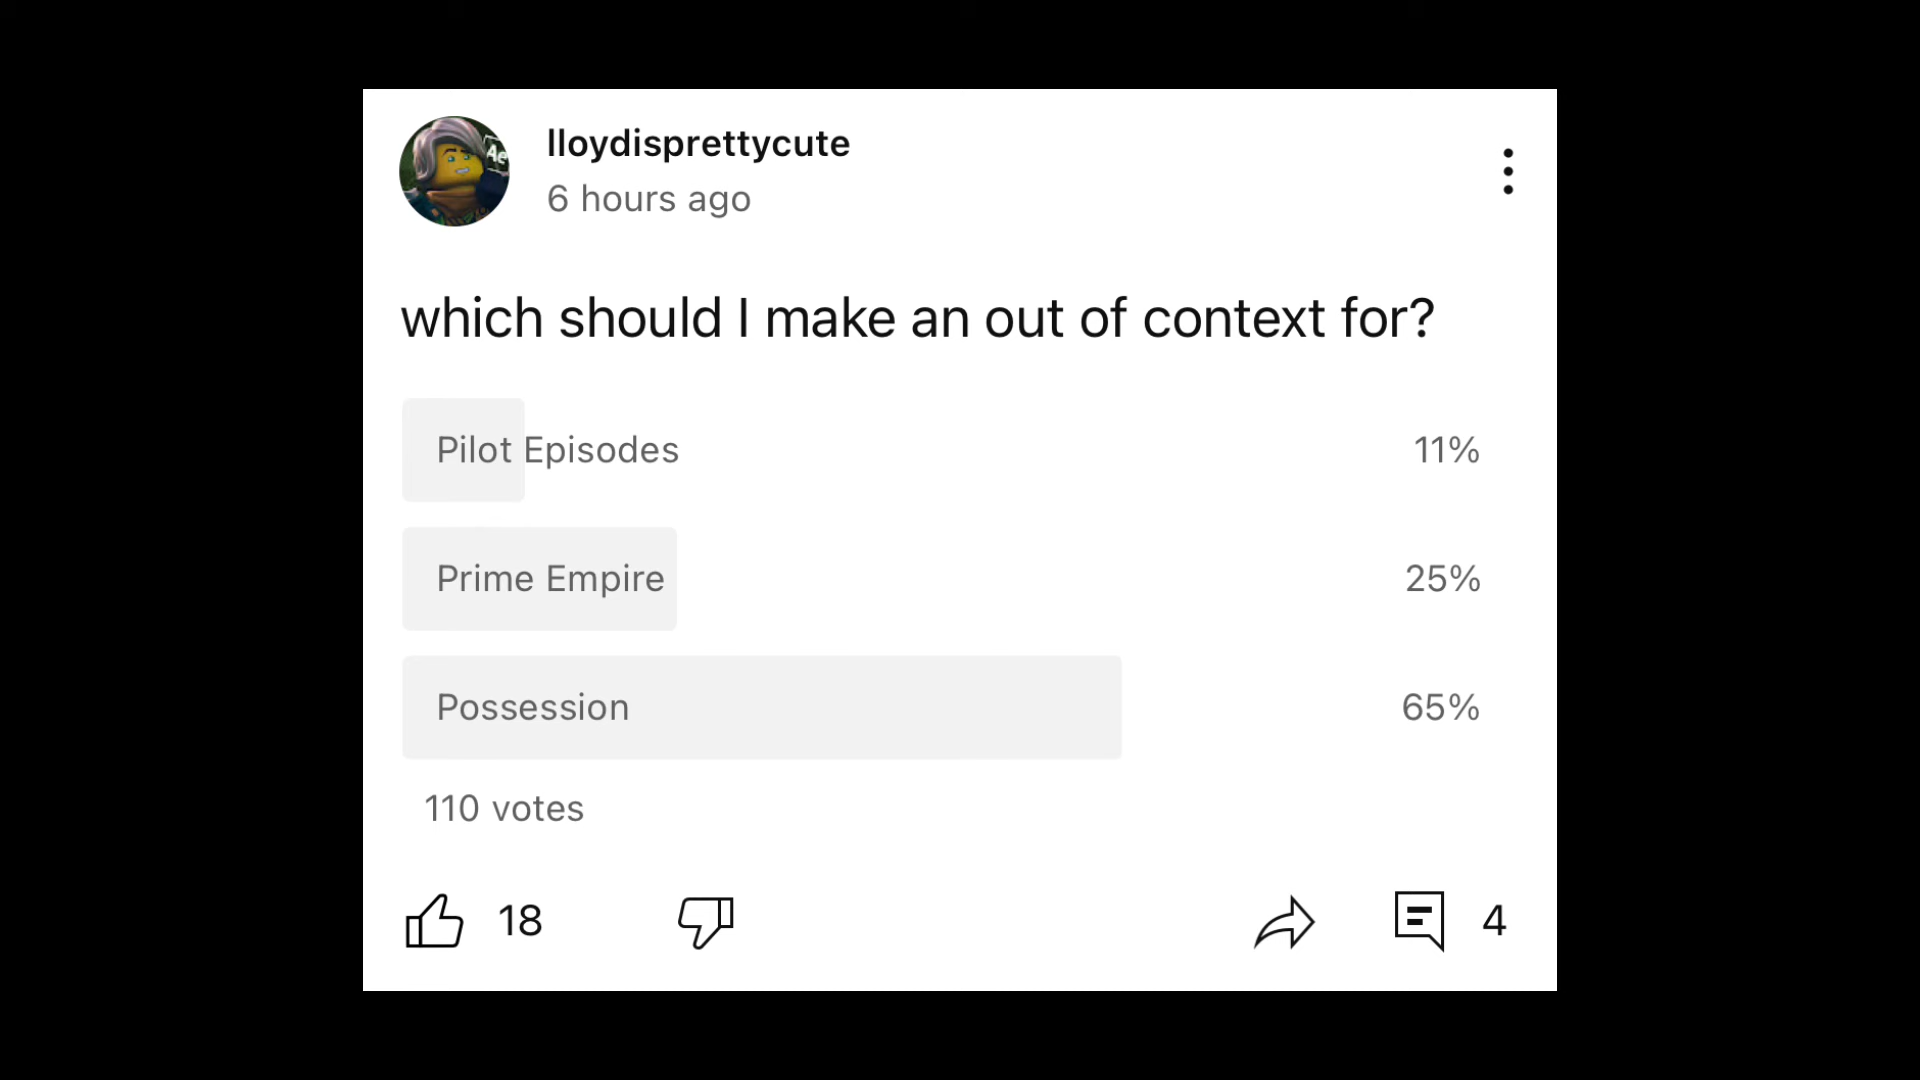 lloydisprettycute
6 hours ago
which should I make an out of context for?
Pilot Episodes 11%
Prime Empire 25%
Possession 65%
110 votes
18 4
Ae